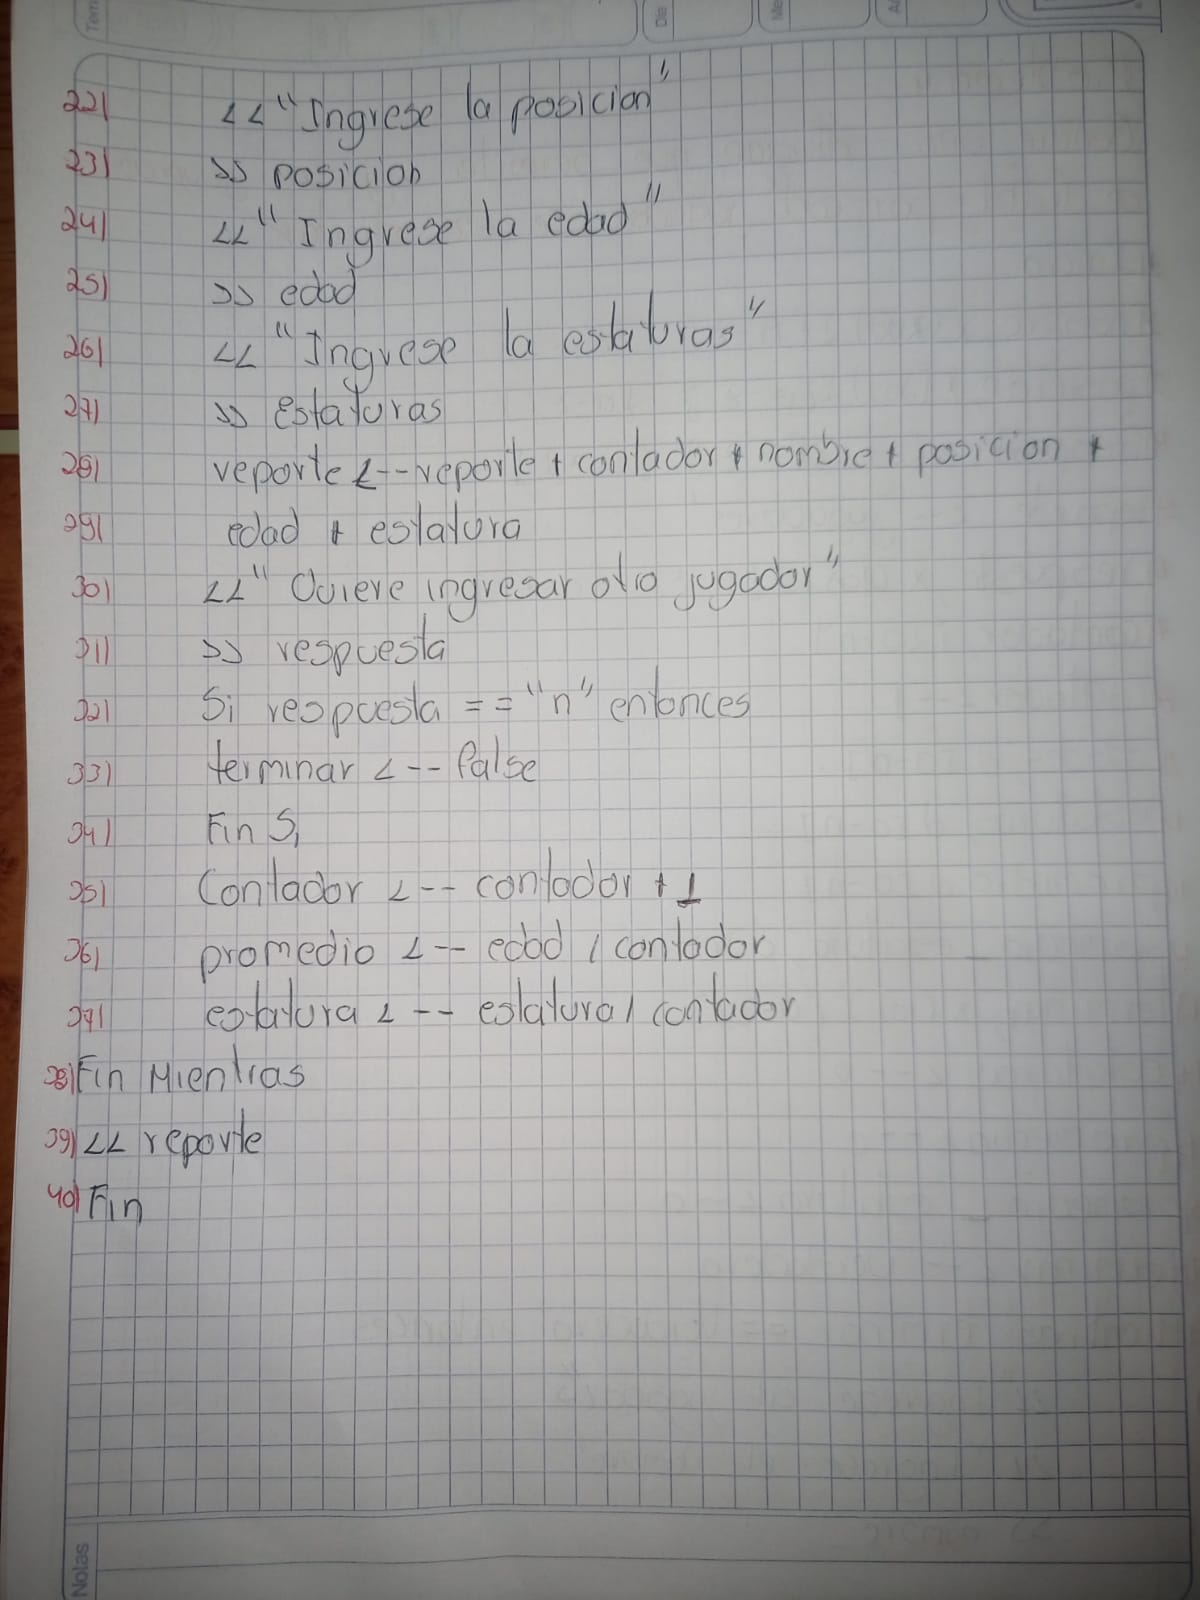 Tem
Dia
Me
Notas
22) << "Ingrese la posicion"
23) >> posicion
24) << "Ingrese la edad"
25) >> edad
26) << "Ingrese la estaturas"
27) >> Estaturas
28) reporte <-- reporte + contador + nombre + posicion +
29) edad + estatura
30) << "Quiere ingresar otro jugador"
31) >> respuesta
32) Si respuesta == "n" entonces
33) terminar <-- false
34) Fin Si
35) Contador <-- contador + 1
36) promedio <-- edad / contador
37) estatura <-- estatura / contador
38) Fin Mientras
39) << reporte
40) Fin